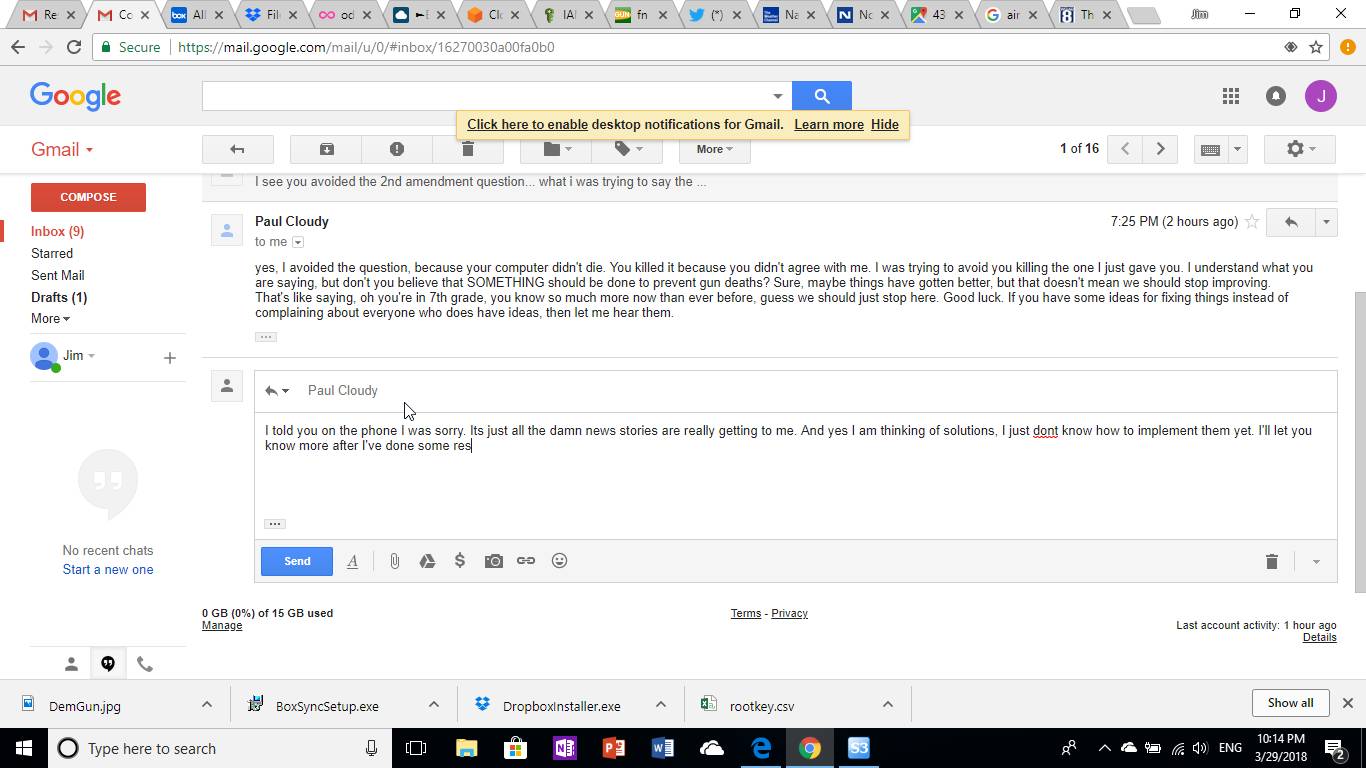 Re
Co
All
File
od
Clo
IAI
fn
(*)
Na
No
43
air
Th
Jim
Secure
https://mail.google.com/mail/u/0/#inbox/16270030a00fa0b0
Google
Click here to enable desktop notifications for Gmail. Learn more Hide
Gmail
More
1 of 16
COMPOSE
Inbox (9)
Starred
Sent Mail
Drafts (1)
More
Jim
No recent chats
Start a new one
I see you avoided the 2nd amendment question... what i was trying to say the ...
Paul Cloudy
7:25 PM (2 hours ago)
to me
yes, I avoided the question, because your computer didn't die. You killed it because you didn't agree with me. I was trying to avoid you killing the one I just gave you. I understand what you
are saying, but don't you believe that SOMETHING should be done to prevent gun deaths? Sure, maybe things have gotten better, but that doesn't mean we should stop improving.
That's like saying, oh you're in 7th grade, you know so much more now than ever before, guess we should just stop here. Good luck. If you have some ideas for fixing things instead of
complaining about everyone who does have ideas, then let me hear them.
Paul Cloudy
I told you on the phone I was sorry. Its just all the damn news stories are really getting to me. And yes I am thinking of solutions, I just dont know how to implement them yet. I'll let you
know more after I've done some res
Send
0 GB (0%) of 15 GB used
Manage
Terms - Privacy
Last account activity: 1 hour ago
Details
DemGun.jpg
BoxSyncSetup.exe
DropboxInstaller.exe
rootkey.csv
Show all
Type here to search
ENG
10:14 PM
3/29/2018
2